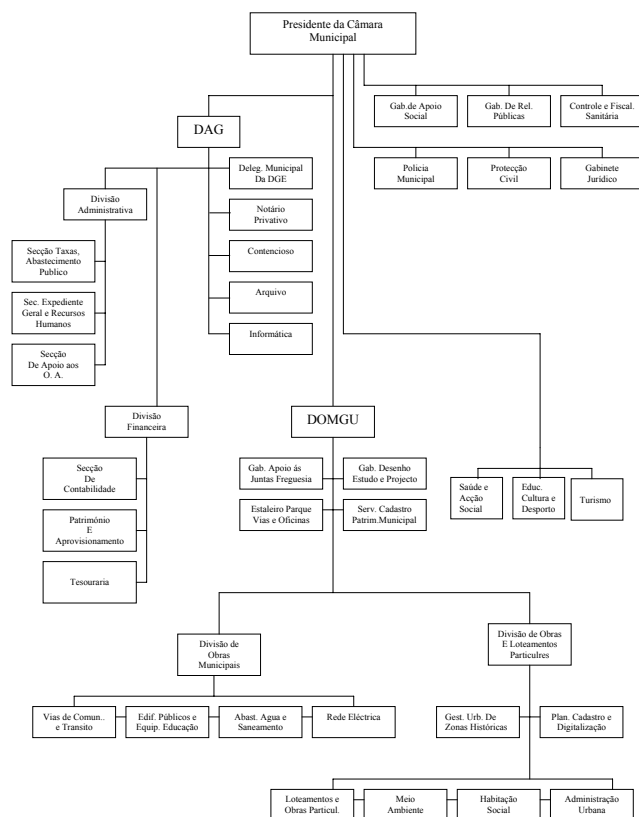 Presidente da Câmara
Municipal
Gab.de Apoio
Social
Gab. De Rel.
Públicas
Controle e Fiscal.
Sanitária
DAG
Policia
Municipal
Protecção
Civil
Gabinete
Jurídico
Deleg. Municipal
Da DGE
Divisão
Administrativa
Notário
Privativo
Secção Taxas,
Abastecimento
Publico
Contencioso
Sec. Expediente
Geral e Recursos
Humanos
Arquivo
Informática
Secção
De Apoio aos
O. A.
Divisão
Financeira
DOMGU
Secção
De
Contabilidade
Gab. Apoio ás
Juntas Freguesia
Gab. Desenho
Estudo e Projecto
Saúde e
Acção
Social
Educ.
Cultura e
Desporto
Turismo
Património
E
Aprovisionamento
Estaleiro Parque
Vias e Oficinas
Serv. Cadastro
Patrim.Municipal
Tesouraria
Divisão de
Obras
Municipais
Divisão de Obras
E Loteamentos
Particulres
Vias de Comun..
e Transito
Edif. Públicos e
Equip. Educação
Abast. Agua e
Saneamento
Rede Eléctrica
Gest. Urb. De
Zonas Históricas
Plan. Cadastro e
Digitalização
Loteamentos e
Obras Particul.
Meio
Ambiente
Habitação
Social
Administração
Urbana